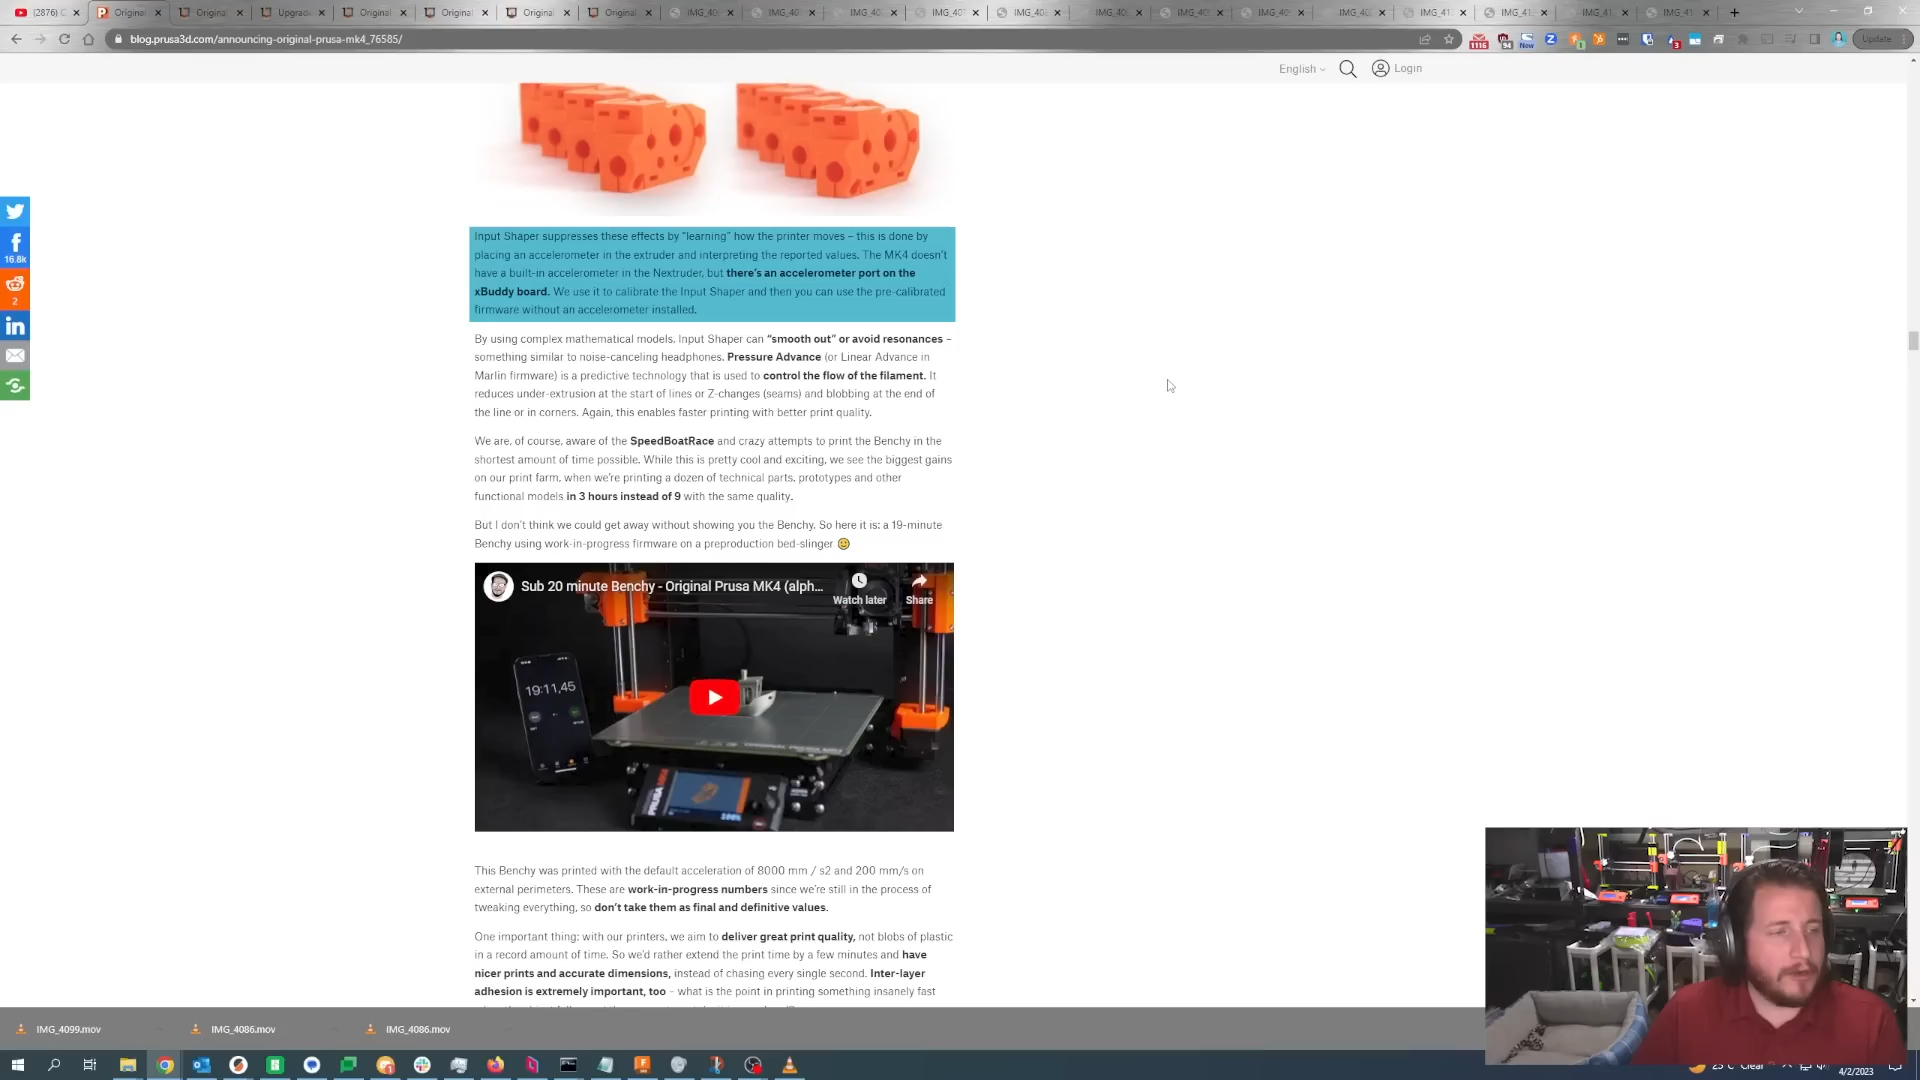 (2876) C
Original
Original
Upgrade
Original
Original
Original
Original
blog.prusa3d.com/announcing-original-prusa-mk4_76585/
1116
94
New
Update
English
Login
16.8k
2
Input Shaper suppresses these effects by “learning” how the printer moves – this is done by
placing an accelerometer in the extruder and interpreting the reported values. The MK4 doesn’t
have a built-in accelerometer in the Nextruder, but there’s an accelerometer port on the
xBuddy board. We use it to calibrate the Input Shaper and then you can use the pre-calibrated
firmware without an accelerometer installed.
By using complex mathematical models, Input Shaper can “smooth out” or avoid resonances –
something similar to noise-canceling headphones. Pressure Advance (or Linear Advance in
Marlin firmware) is a predictive technology that is used to control the flow of the filament. It
reduces under-extrusion at the start of lines or Z-changes (seams) and blobbing at the end of
the line or in corners. Again, this enables faster printing with better print quality.
We are, of course, aware of the SpeedBoatRace and crazy attempts to print the Benchy in the
shortest amount of time possible. While this is pretty cool and exciting, we see the biggest gains
on our print farm, when we’re printing a dozen of technical parts, prototypes and other
functional models in 3 hours instead of 9 with the same quality.
But I don’t think we could get away without showing you the Benchy. So here it is: a 19-minute
Benchy using work-in-progress firmware on a preproduction bed-slinger
Sub 20 minute Benchy - Original Prusa MK4 (alph...
Watch later
Share
19:11,45
100%
This Benchy was printed with the default acceleration of 8000 mm / s2 and 200 mm/s on
external perimeters. These are work-in-progress numbers since we’re still in the process of
tweaking everything, so don’t take them as final and definitive values.
One important thing: with our printers, we aim to deliver great print quality, not blobs of plastic
in a record amount of time. So we’d rather extend the print time by a few minutes and have
nicer prints and accurate dimensions, instead of chasing every single second. Inter-layer
adhesion is extremely important, too – what is the point in printing something insanely fast
IMG_4099.mov
IMG_4086.mov
IMG_4086.mov
Clear
4/2/2023